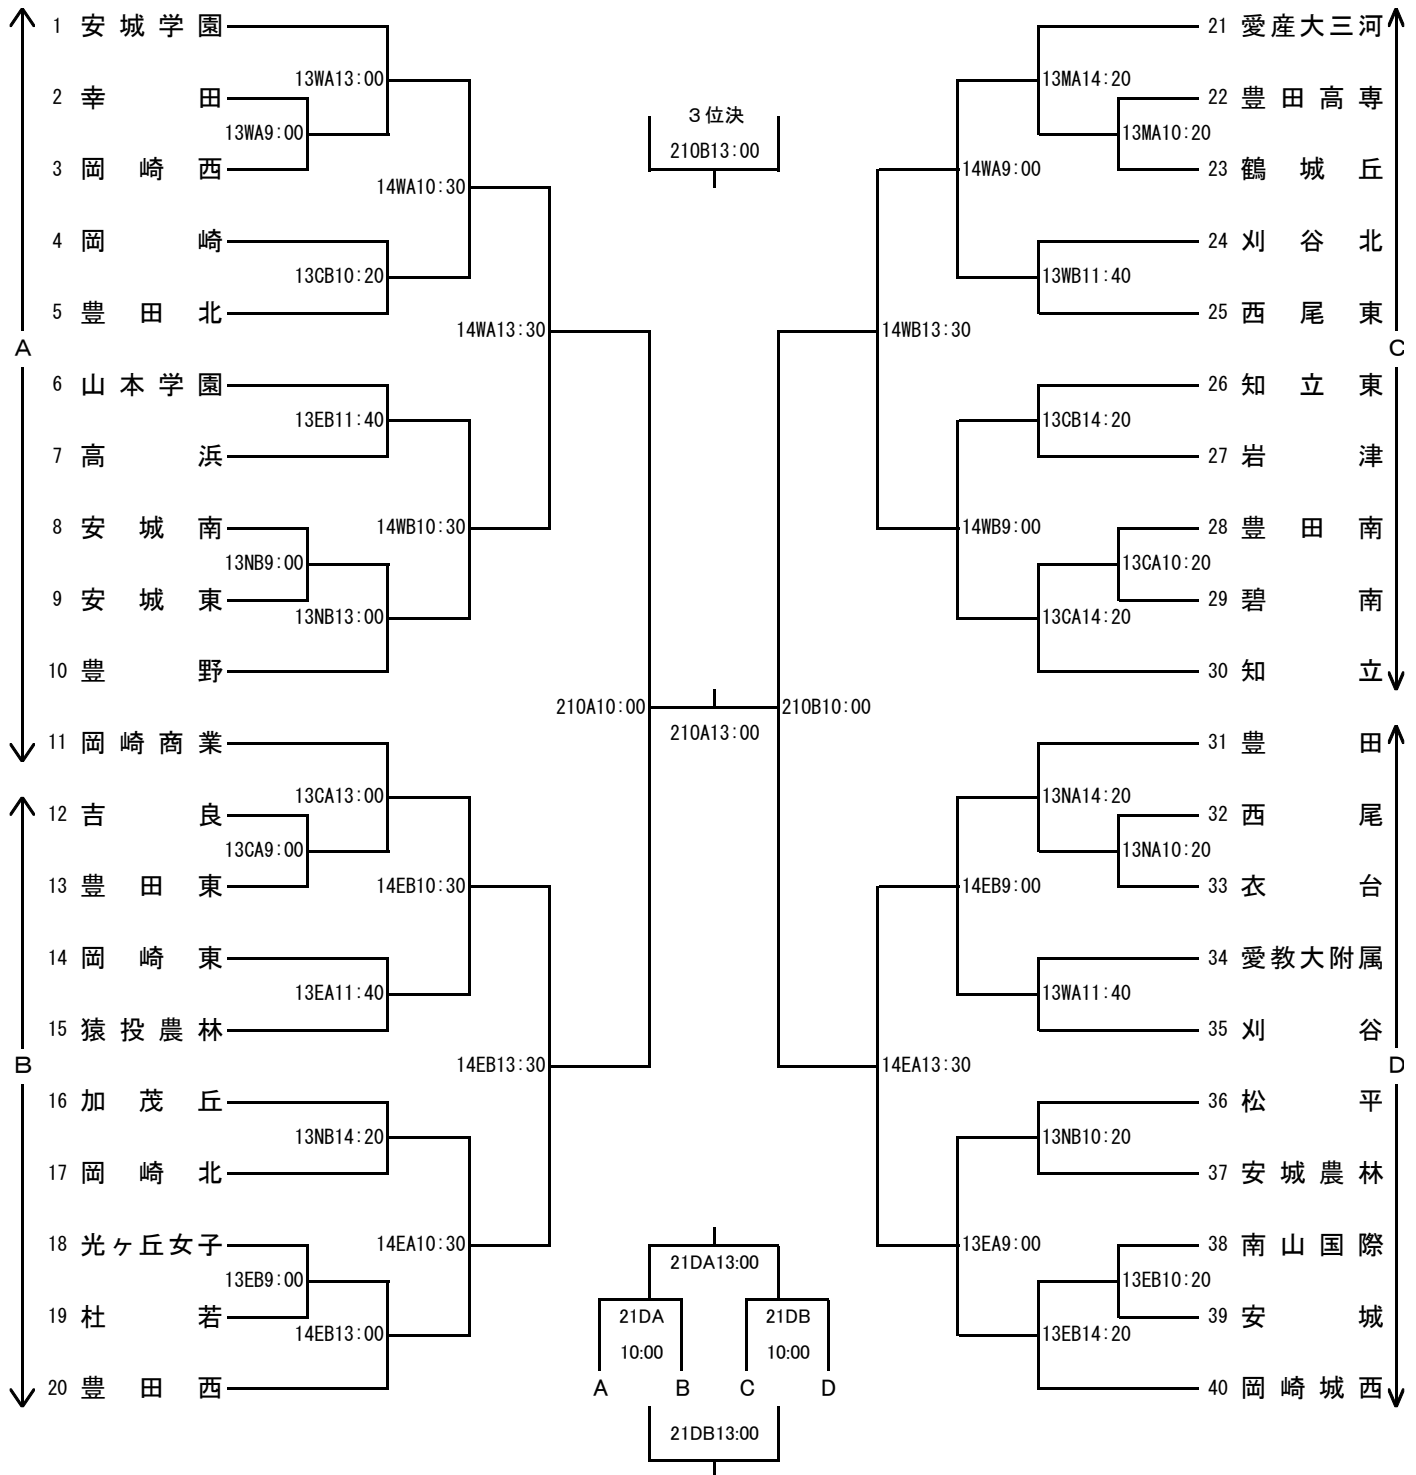 1 安城学園
13WA13:00
2 幸田
13WA9:00
3 岡崎西
14WA10:30
4 岡崎
13CB10:20
5 豊田北
14WA13:30
A
6 山本学園
13EB11:40
7 高浜
14WB10:30
8 安城南
13NB9:00
9 安城東
13NB13:00
10 豊野
210A10:00
11 岡崎商業
13CA13:00
12 吉良
13CA9:00
13 豊田東
14EB10:30
14 岡崎東
13EA11:40
15 猿投農林
B
14EB13:30
16 加茂丘
13NB14:20
17 岡崎北
14EA10:30
18 光ヶ丘女子
13EB9:00
19 杜若
14EB13:00
20 豊田西
3位決
210B13:00
210A13:00
21DA13:00
21DA
10:00
21DB
10:00
A B C D
21DB13:00
21 愛産大三河
13MA14:20
22 豊田高専
13MA10:20
23 鶴城丘
14WA9:00
24 刈谷北
13WB11:40
25 西尾東
14WB13:30
C
26 知立東
13CB14:20
27 岩津
14WB9:00
28 豊田南
13CA10:20
29 碧南
13CA14:20
30 知立
210B10:00
31 豊田
13NA14:20
32 西尾
13NA10:20
33 衣台
14EB9:00
34 愛教大附属
13WA11:40
35 刈谷
D
14EA13:30
36 松平
13NB10:20
37 安城農林
13EA9:00
38 南山国際
13EB10:20
39 安城
13EB14:20
40 岡崎城西